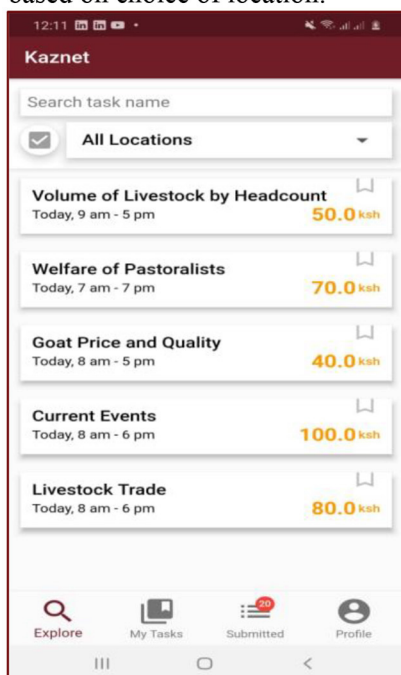 based on choice of location.
12:11
Kaznet
Search task name
All Locations
Volume of Livestock by Headcount
Today, 9 am - 5 pm
50.0 ksh
Welfare of Pastoralists
Today, 7 am - 7 pm
70.0 ksh
Goat Price and Quality
Today, 8 am - 5 pm
40.0 ksh
Current Events
Today, 8 am - 6 pm
100.0 ksh
Livestock Trade
Today, 8 am - 6 pm
80.0 ksh
20
Explore My Tasks Submitted Profile